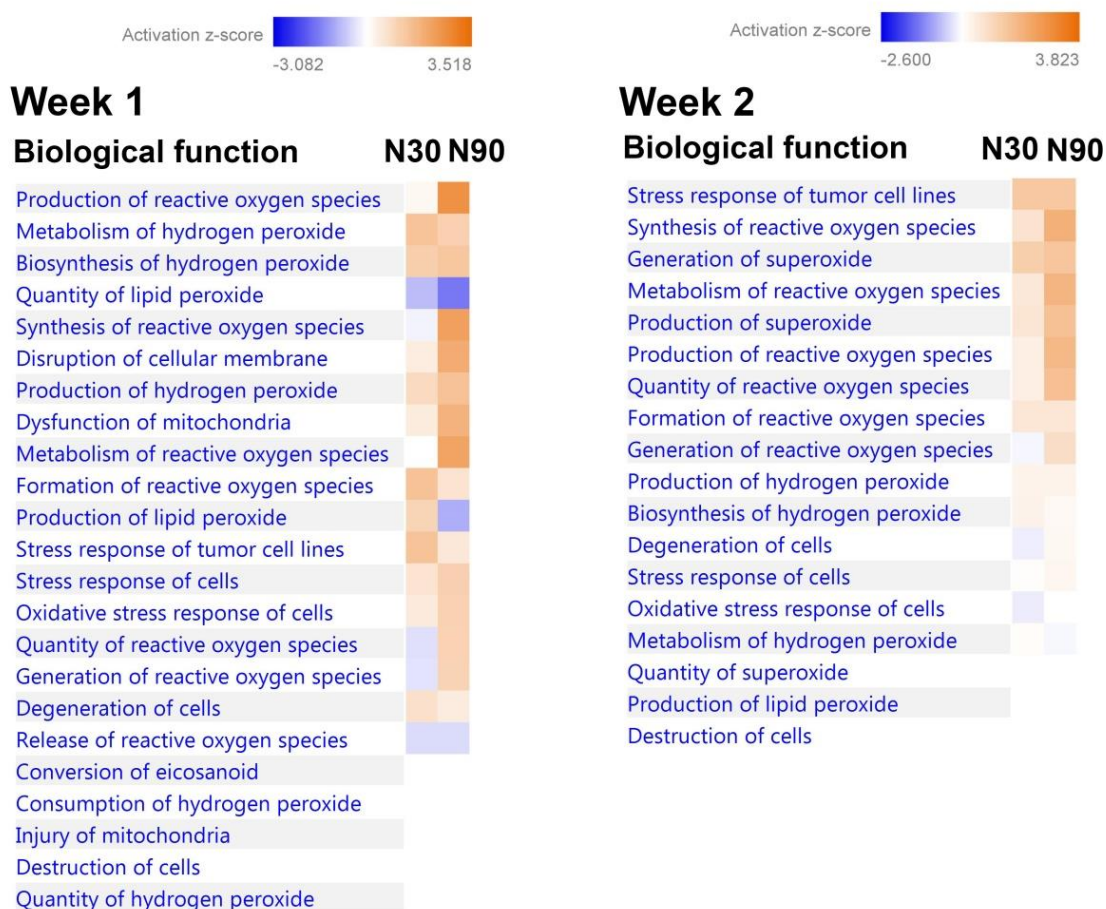 Activation z-score
-3.082 3.518
Week 1
Biological function N30 N90
Production of reactive oxygen species
Metabolism of hydrogen peroxide
Biosynthesis of hydrogen peroxide
Quantity of lipid peroxide
Synthesis of reactive oxygen species
Disruption of cellular membrane
Production of hydrogen peroxide
Dysfunction of mitochondria
Metabolism of reactive oxygen species
Formation of reactive oxygen species
Production of lipid peroxide
Stress response of tumor cell lines
Stress response of cells
Oxidative stress response of cells
Quantity of reactive oxygen species
Generation of reactive oxygen species
Degeneration of cells
Release of reactive oxygen species
Conversion of eicosanoid
Consumption of hydrogen peroxide
Injury of mitochondria
Destruction of cells
Quantity of hydrogen peroxide
Activation z-score
-2.600 3.823
Week 2
Biological function N30 N90
Stress response of tumor cell lines
Synthesis of reactive oxygen species
Generation of superoxide
Metabolism of reactive oxygen species
Production of superoxide
Production of reactive oxygen species
Quantity of reactive oxygen species
Formation of reactive oxygen species
Generation of reactive oxygen species
Production of hydrogen peroxide
Biosynthesis of hydrogen peroxide
Degeneration of cells
Stress response of cells
Oxidative stress response of cells
Metabolism of hydrogen peroxide
Quantity of superoxide
Production of lipid peroxide
Destruction of cells